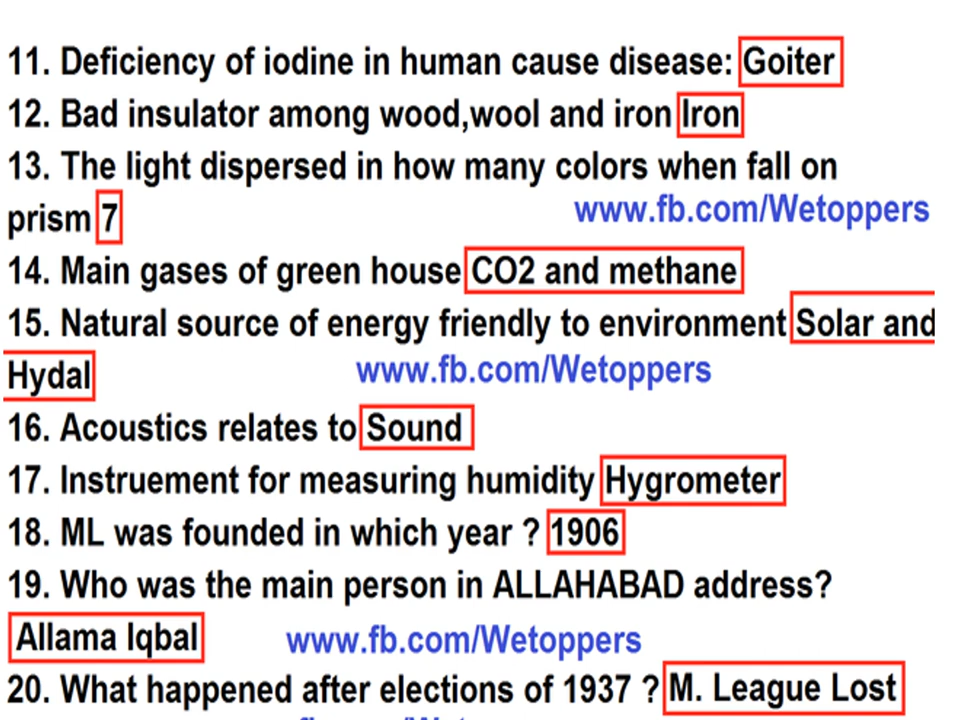 11. Deficiency of iodine in human cause disease: Goiter
12. Bad insulator among wood,wool and iron Iron
13. The light dispersed in how many colors when fall on
prism 7
www.fb.com/Wetoppers
14. Main gases of green house CO2 and methane
15. Natural source of energy friendly to environment Solar and
Hydal
www.fb.com/Wetoppers
16. Acoustics relates to Sound
17. Instruement for measuring humidity Hygrometer
18. ML was founded in which year ? 1906
19. Who was the main person in ALLAHABAD address?
Allama Iqbal
www.fb.com/Wetoppers
20. What happened after elections of 1937 ? M. League Lost